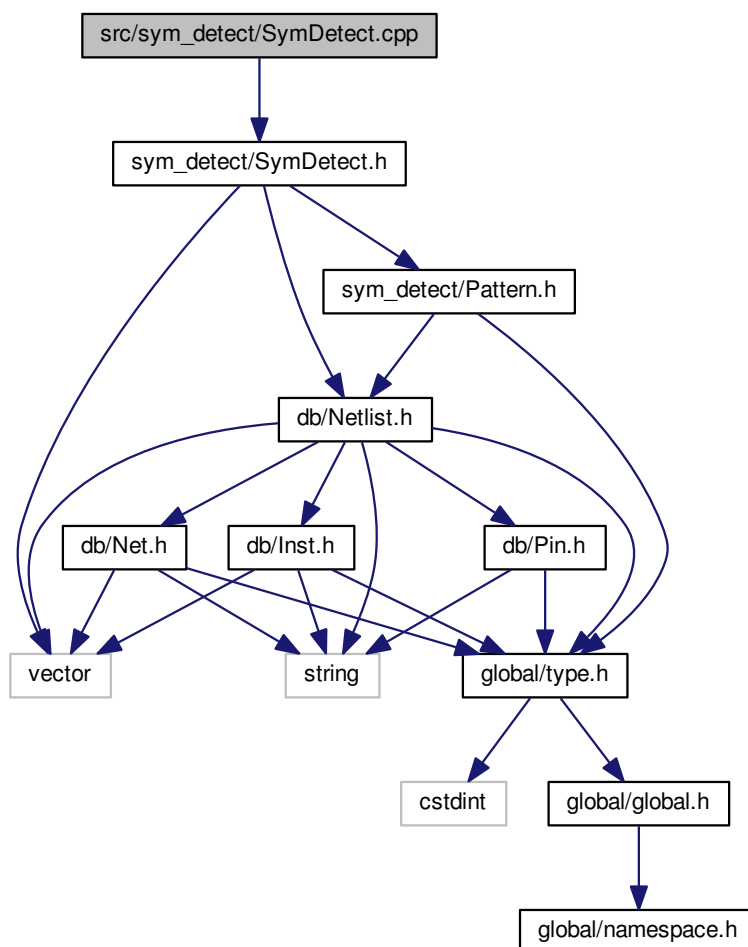 src/sym_detect/SymDetect.cpp
sym_detect/SymDetect.h
sym_detect/Pattern.h
db/Netlist.h
db/Net.h
db/Inst.h
db/Pin.h
vector
string
global/type.h
cstdint
global/global.h
global/namespace.h